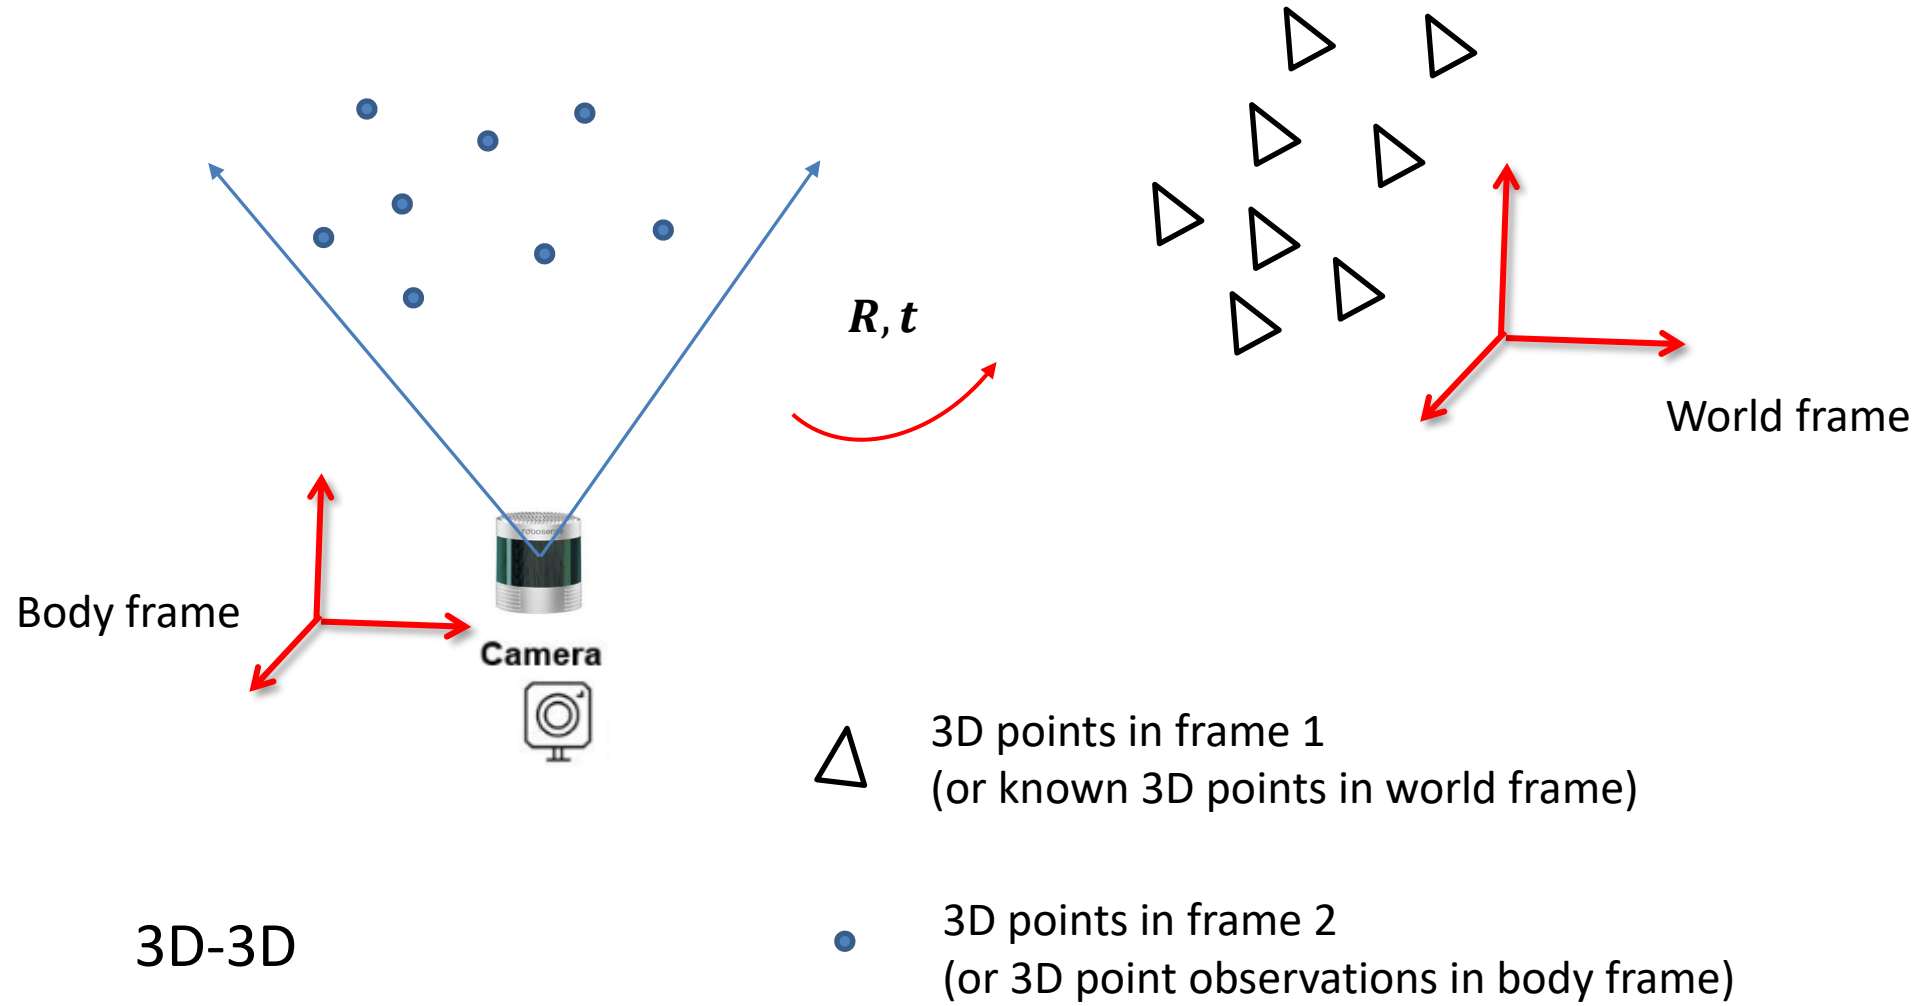 R, t
World frame
Body frame
robosense
Camera
3D points in frame 1
(or known 3D points in world frame)
3D-3D
3D points in frame 2
(or 3D point observations in body frame)